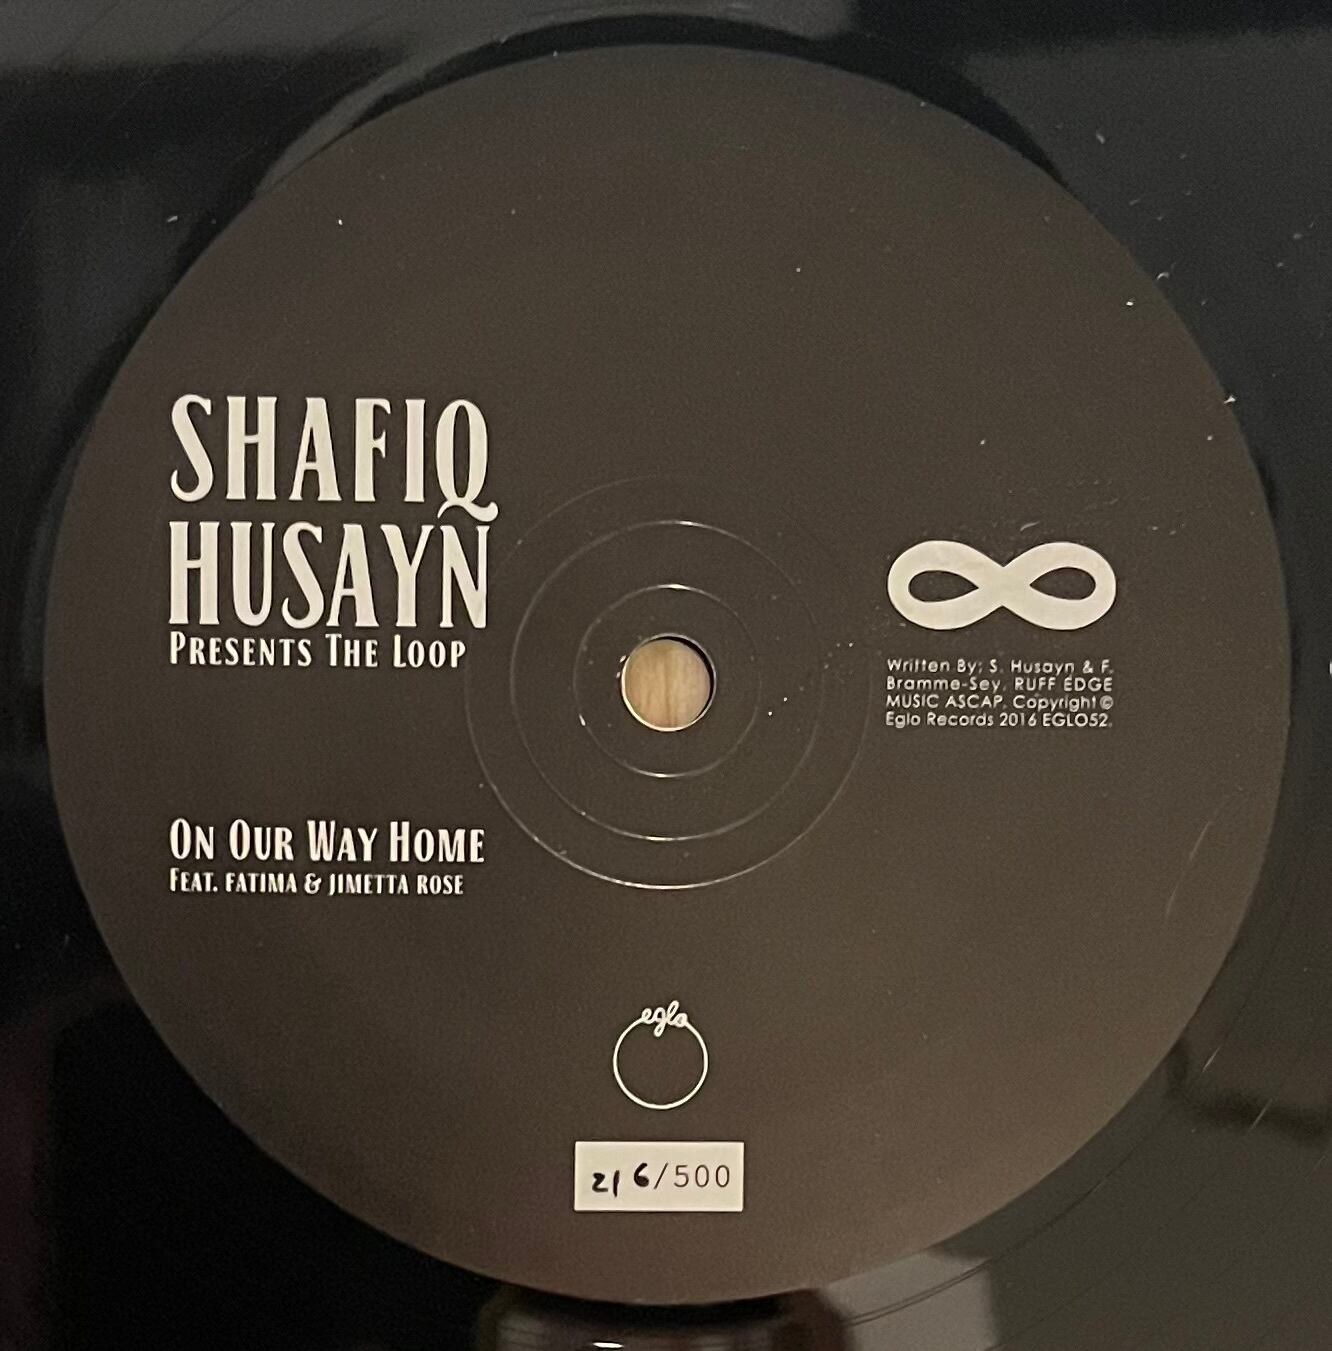 SHAFIQ
HUSAYN
PRESENTS THE LOOP
ON OUR WAY HOME
FEAT. FATIMA & JIMETTA ROSE
Written By: S. Husayn & F.
Bramme-Sey. RUFF EDGE
MUSIC ASCAP. Copyright ©
Eglo Records 2016 EGLO52.
eglo
216/500